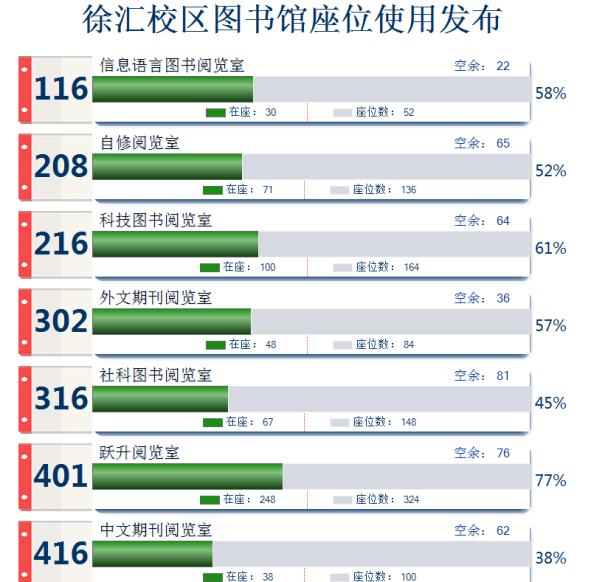 徐汇校区图书馆座位使用发布
116 信息语言图书阅览室 空余： 22
58%
在座： 30 座位数： 52
208 自修阅览室 空余： 65
52%
在座： 71 座位数： 136
216 科技图书阅览室 空余： 64
61%
在座： 100 座位数： 164
302 外文期刊阅览室 空余： 36
57%
在座： 48 座位数： 84
316 社科图书阅览室 空余： 81
45%
在座： 67 座位数： 148
401 跃升阅览室 空余： 76
77%
在座： 248 座位数： 324
416 中文期刊阅览室 空余： 62
38%
在座： 38 座位数： 100